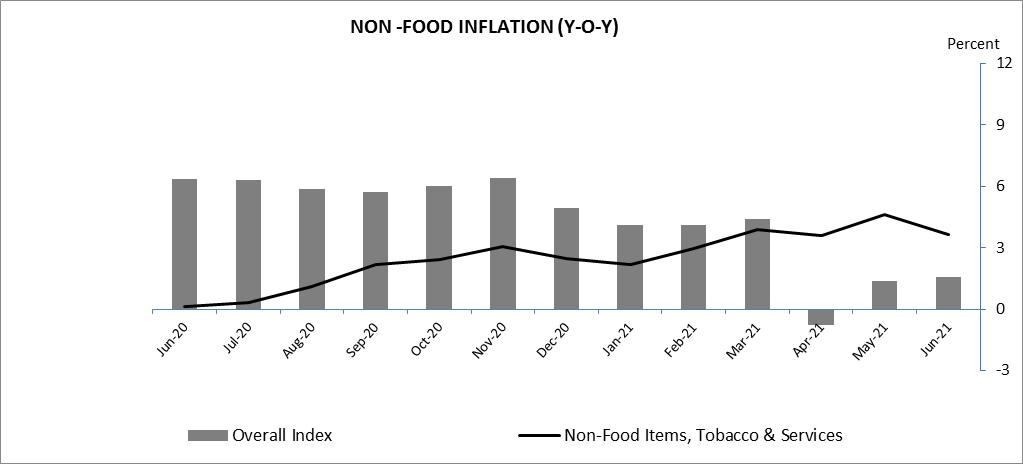 NON -FOOD INFLATION (Y-O-Y)
Percent
12
9
6
3
0
-3
Jun-20
Jul-20
Aug-20
Sep-20
Oct-20
Nov-20
Dec-20
Jan-21
Feb-21
Mar-21
Apr-21
May-21
Jun-21
Overall Index
Non-Food Items, Tobacco & Services